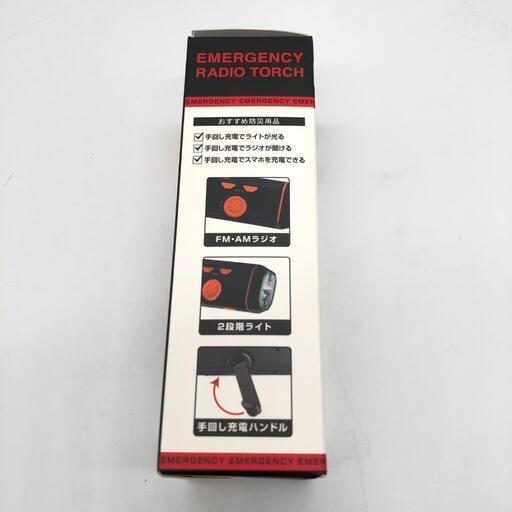 EMERGENCY
RADIO TORCH
EMERGENCY EMERGENCY EMER
おすすめ防災用品
手回し充電でライトが光る
手回し充電でラジオが聞ける
手回し充電でスマホを充電できる
FM・AMラジオ
2段階ライト
手回し充電ハンドル
EMERGENCY EMERGENCY EMER